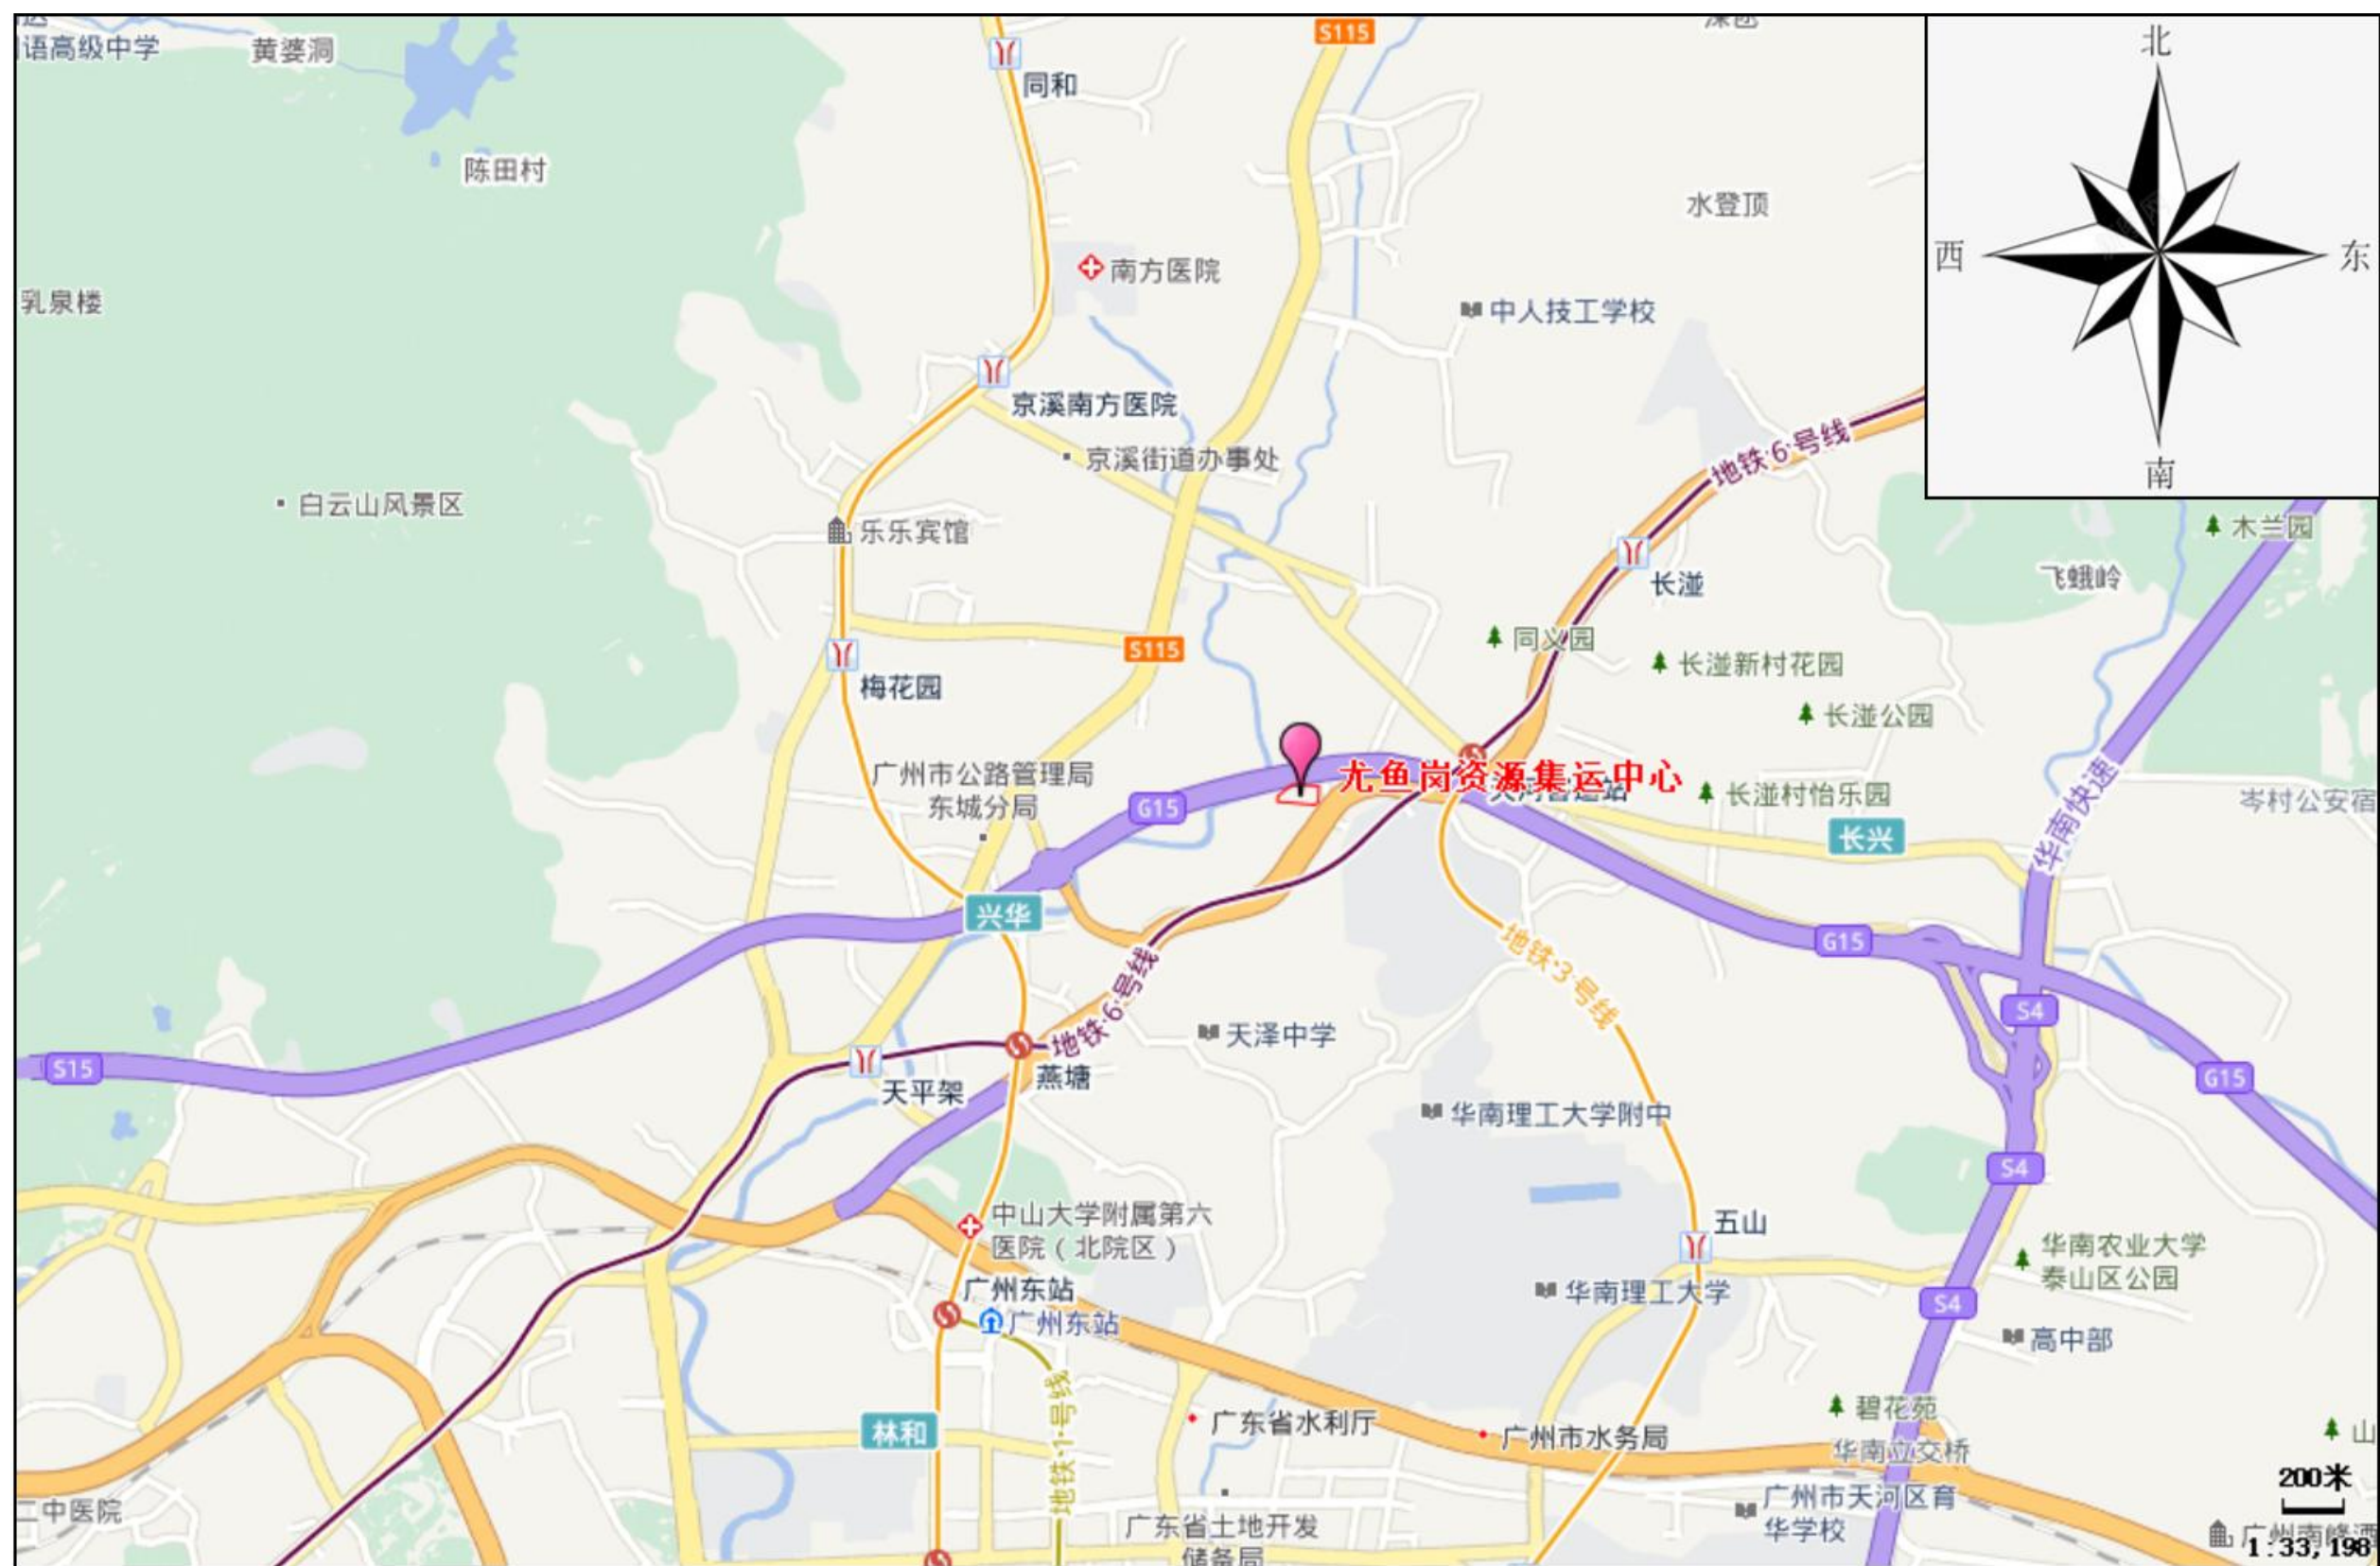 语高级中学
黄婆洞
S115
北
同和
陈田村
水登顶
西
东
南方医院
乳泉楼
中人技工学校
京溪南方医院
地铁6号线
京溪街道办事处
南
白云山风景区
乐乐宾馆
木兰园
长湴
飞蛾岭
同义园
S115
长湴新村花园
梅花园
长湴公园
广州市公路管理局
东城分局
尤鱼岗资源集运中心
长湴村怡乐园
岑村公安宿
G15
华南快速
长兴
兴华
G15
地铁3号线
地铁6号线
S4
天泽中学
S15
燕塘
G15
天平架
华南理工大学附中
S4
中山大学附属第六
医院（北院区）
五山
华南农业大学
泰山区公园
广州东站
华南理工大学
S4
广州东站
高中部
地铁1号线
碧花苑
林和
广东省水利厅
广州市水务局
山
华南立交桥
200米
二中医院
广州市天河区育
华学校
广东省土地开发
储备局
1:33,198